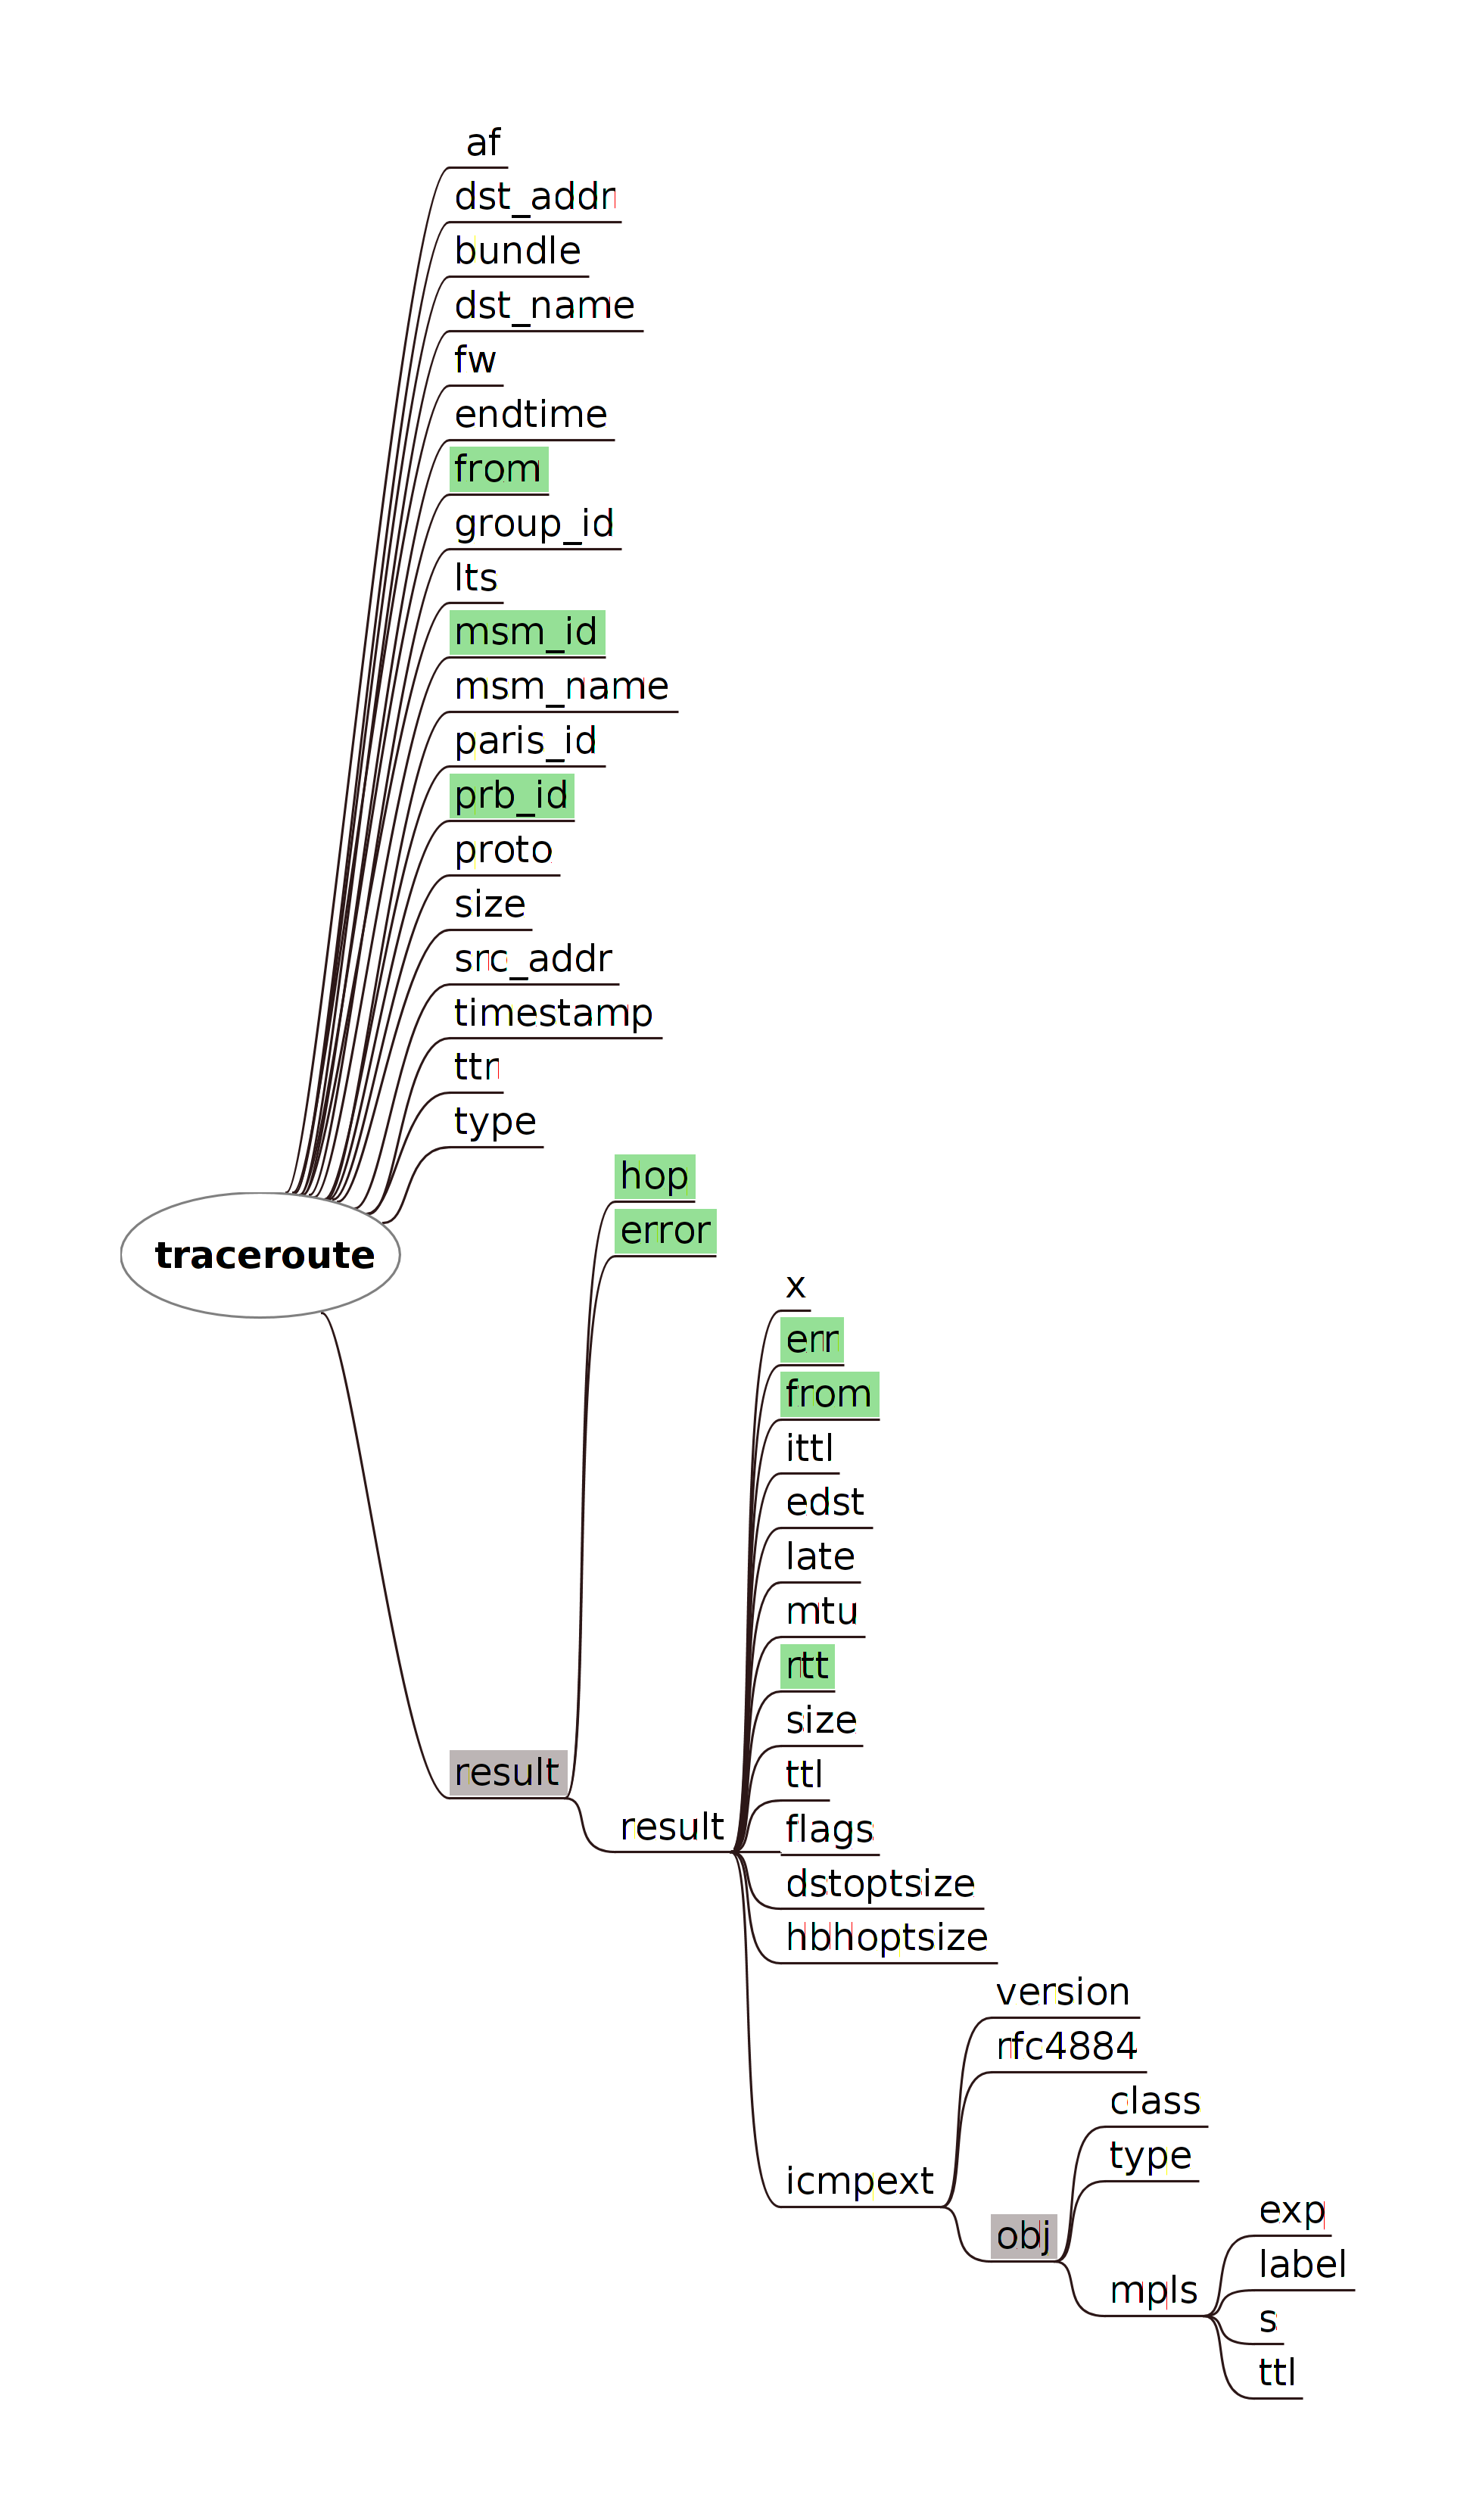 af
dst_addr
bundle
dst_name
fw
endtime
from
group_id
lts
msm_id
msm_name
paris_id
prb_id
proto
size
src_addr
timestamp
ttr
type
hop
error
traceroute
x
err
from
ittl
edst
late
mtu
rtt
size
result
ttl
result
flags
dstoptsize
hbhoptsize
version
rfc4884
class
type
icmpext
exp
obj
label
mpls
s
ttl